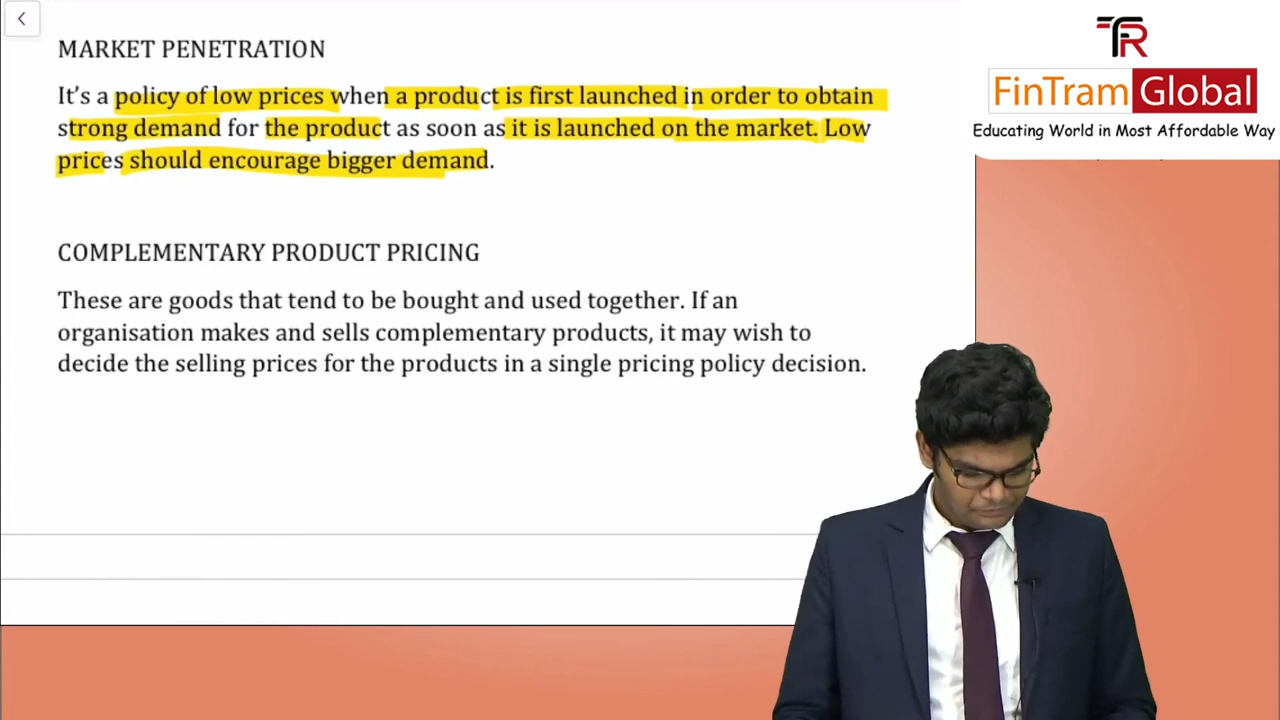 MARKET PENETRATION
It's a policy of low prices when a product is first launched in order to obtain
strong demand for the product as soon as it is launched on the market. Low
prices should encourage bigger demand.
COMPLEMENTARY PRODUCT PRICING
These are goods that tend to be bought and used together. If an
organisation makes and sells complementary products, it may wish to
decide the selling prices for the products in a single pricing policy decision.
FinTram Global
Educating World in Most Affordable Way